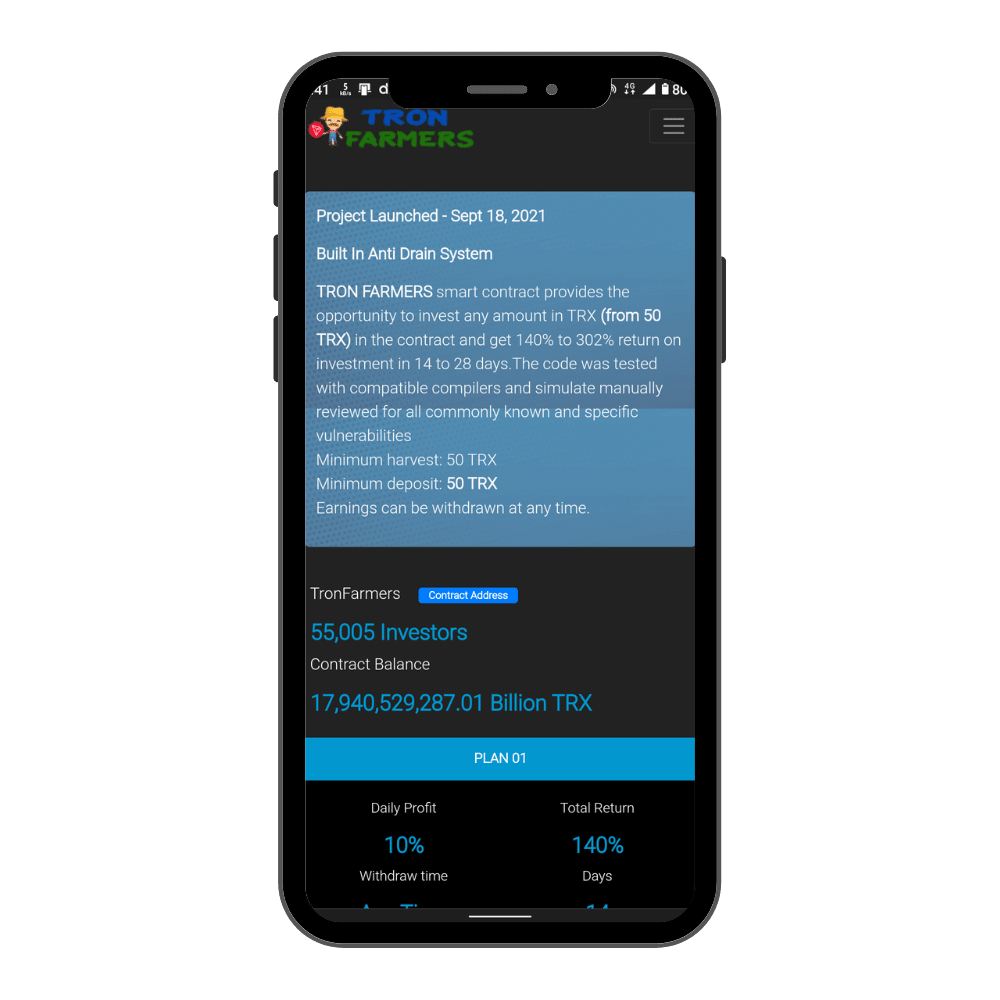 :41 5 kB/s d 4G 80
TRON
FARMERS
Project Launched - Sept 18, 2021
Built In Anti Drain System
TRON FARMERS smart contract provides the
opportunity to invest any amount in TRX (from 50
TRX) in the contract and get 140% to 302% return on
investment in 14 to 28 days.The code was tested
with compatible compilers and simulate manually
reviewed for all commonly known and specific
vulnerabilities
Minimum harvest: 50 TRX
Minimum deposit: 50 TRX
Earnings can be withdrawn at any time.
TronFarmers Contract Address
55,005 Investors
Contract Balance
17,940,529,287.01 Billion TRX
PLAN 01
Daily Profit Total Return
10% 140%
Withdraw time Days
Any Time 14